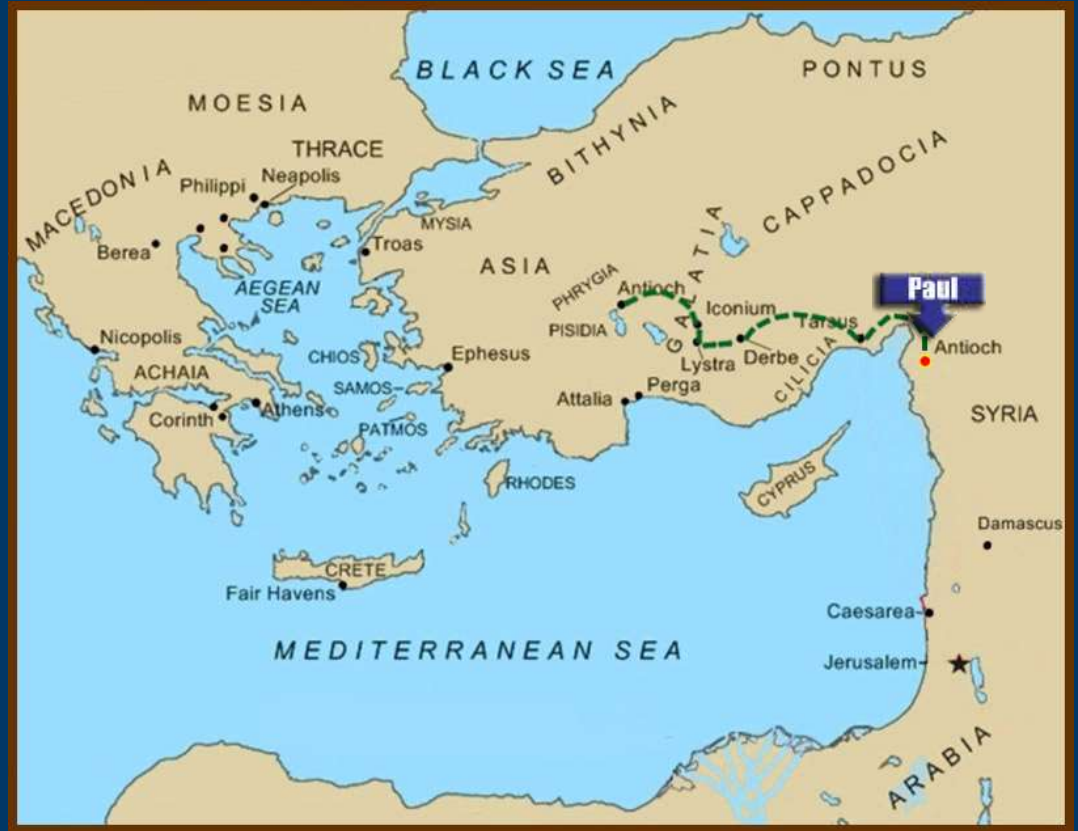 BLACK SEA
PONTUS
MOESIA
THRACE
BITHYNIA
MACEDONIA
Philippi
Neapolis
CAPPADOCIA
MYSIA
Berea
Troas
ASIA
GALATIA
PHRYGIA
Antioch
AEGEAN
SEA
Paul
Iconium
Tarsus
PISIDIA
Nicopolis
CHIOS
Ephesus
Lystra
Derbe
Antioch
ACHAIA
SAMOS
Perga
CILICIA
Attalia
Corinth
Athens
PATMOS
SYRIA
RHODES
CYPRUS
Damascus
CRETE
Fair Havens
Caesarea
MEDITERRANEAN SEA
Jerusalem
ARABIA